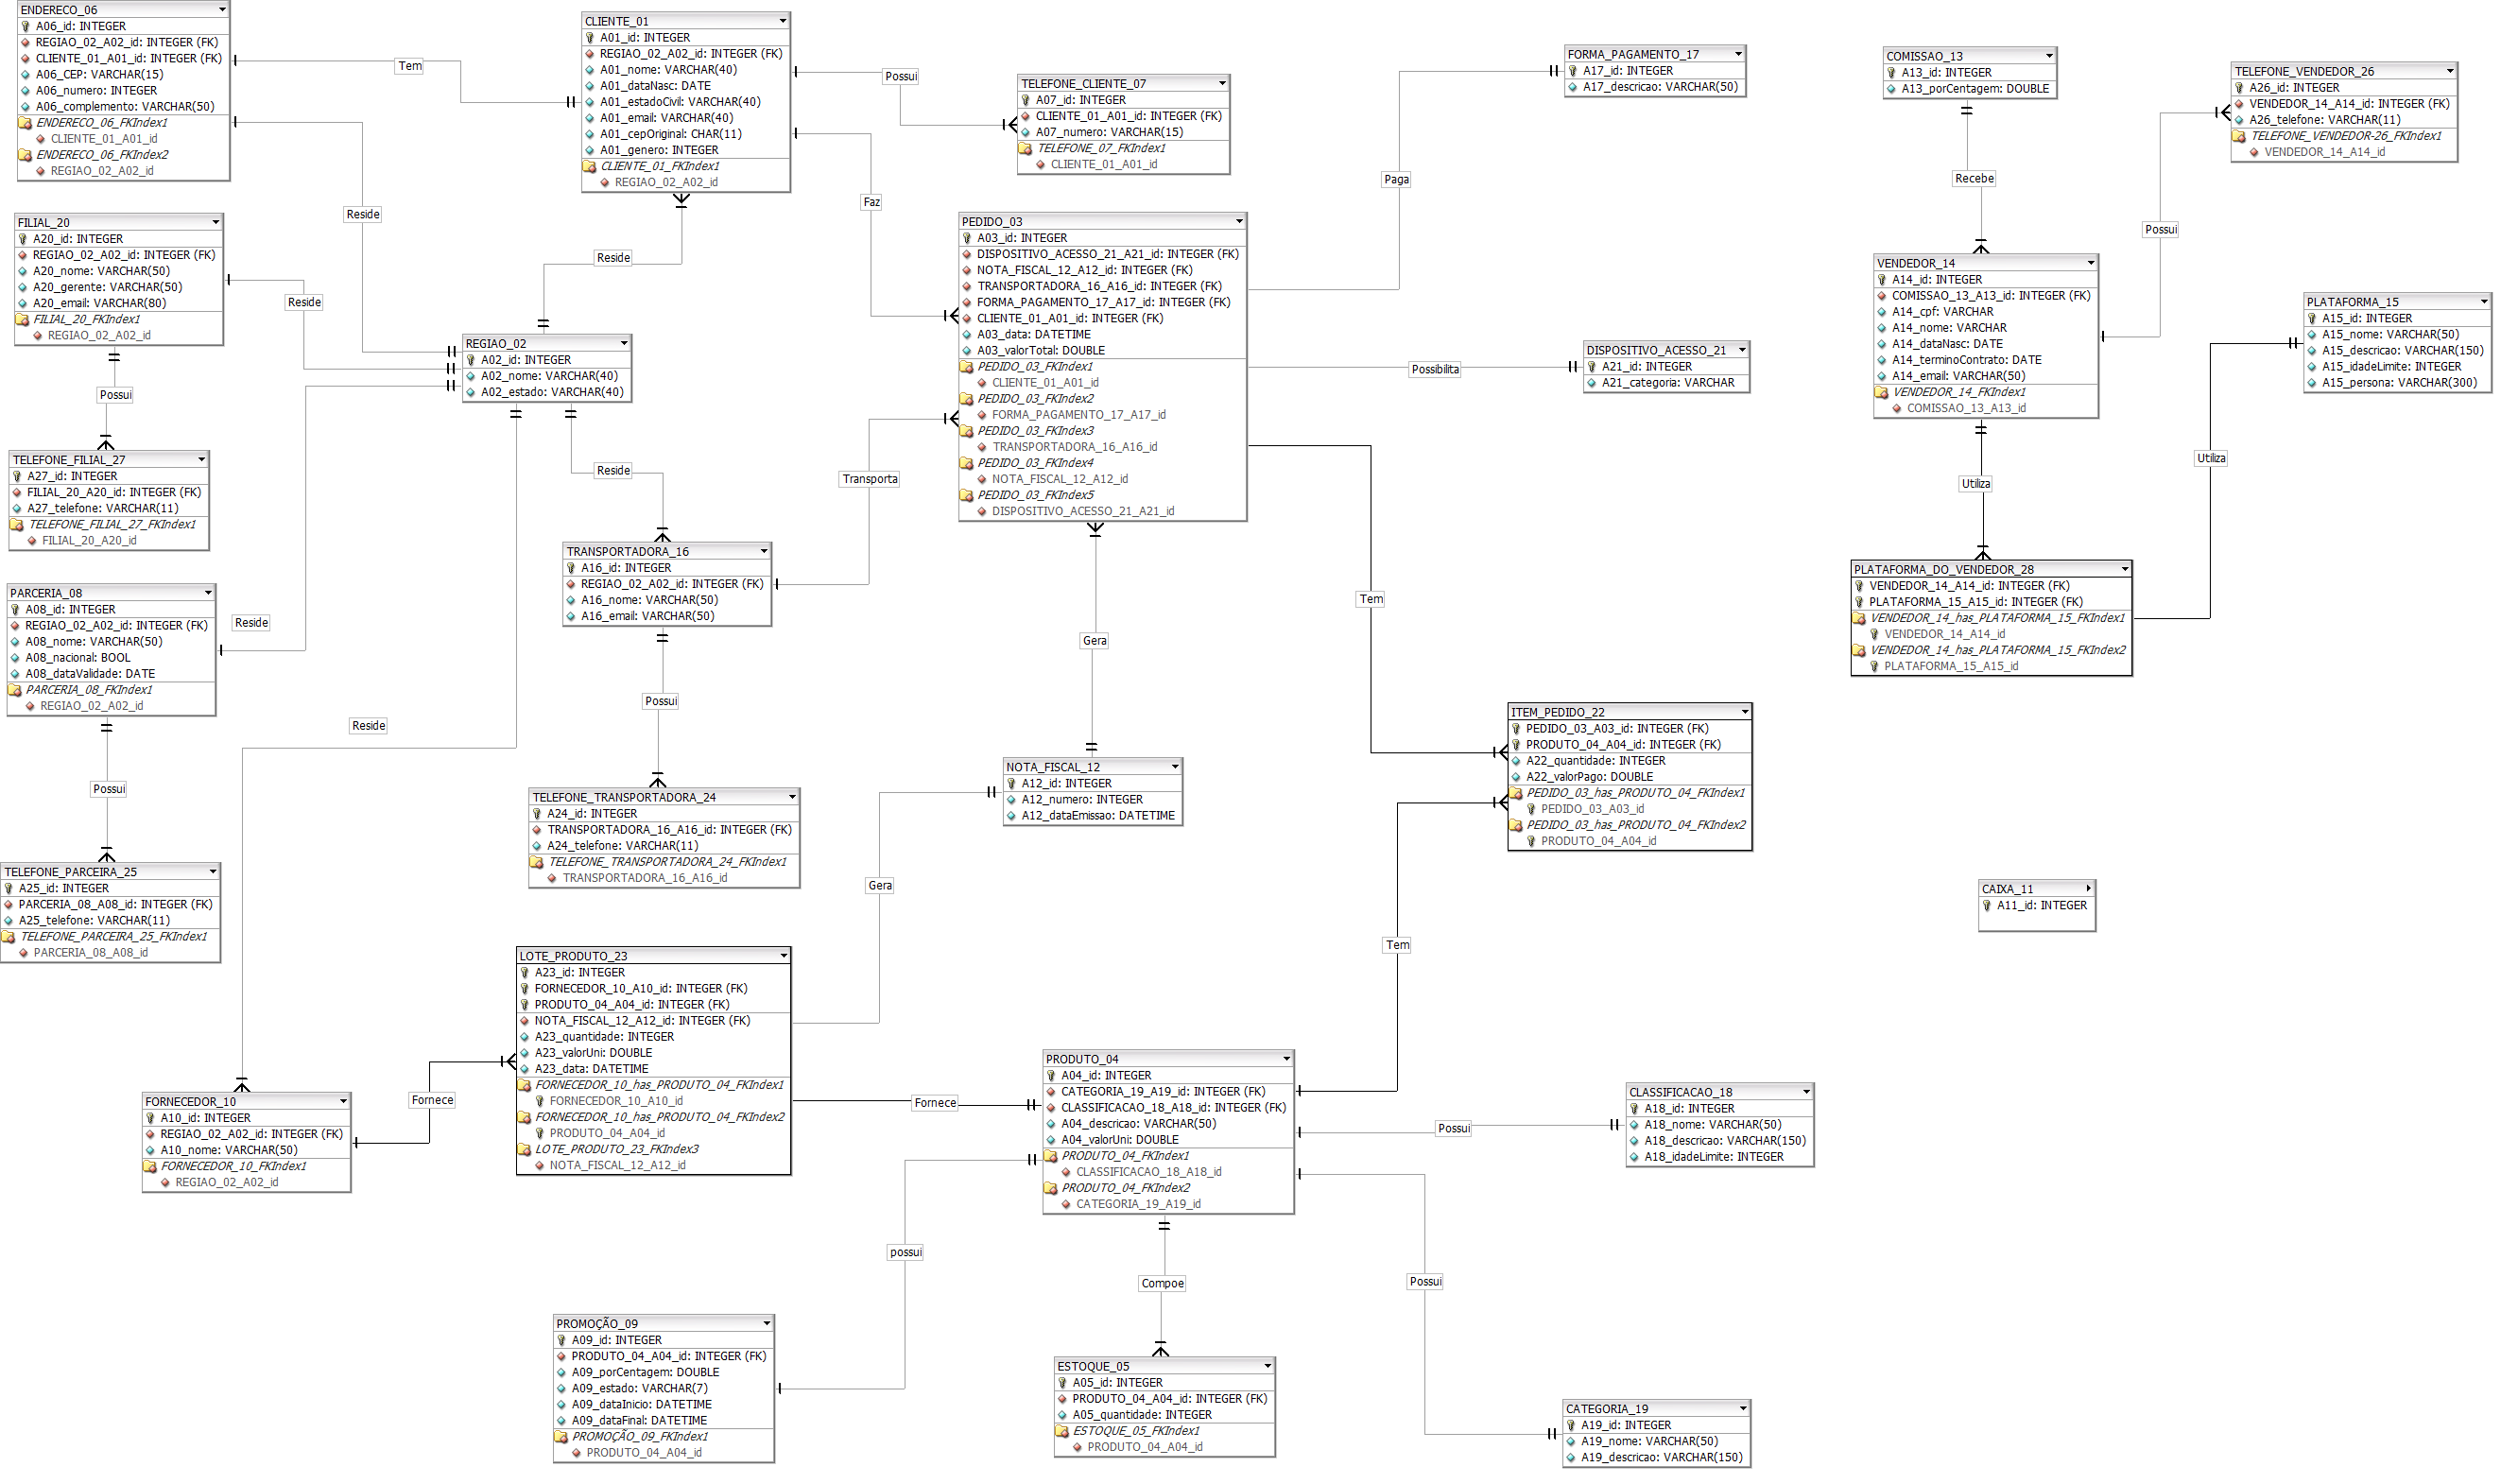 ENDERECO_06
A06_id: INTEGER
REGIAO_02_A02_id: INTEGER (FK)
CLIENTE_01_A01_id: INTEGER (FK)
A06_CEP: VARCHAR(15)
A06_numero: INTEGER
A06_complemento: VARCHAR(50)
ENDERECO_06_FKIndex1
CLIENTE_01_A01_id
ENDERECO_06_FKIndex2
REGIAO_02_A02_id
Tem
CLIENTE_01
A01_id: INTEGER
REGIAO_02_A02_id: INTEGER (FK)
A01_nome: VARCHAR(40)
A01_dataNasc: DATE
A01_estadoCivil: VARCHAR(40)
A01_email: VARCHAR(40)
A01_cepOriginal: CHAR(11)
A01_genero: INTEGER
CLIENTE_01_FKIndex1
REGIAO_02_A02_id
Possui
Faz
TELEFONE_CLIENTE_07
A07_id: INTEGER
CLIENTE_01_A01_id: INTEGER (FK)
A07_numero: VARCHAR(15)
TELEFONE_07_FKIndex1
CLIENTE_01_A01_id
FORMA_PAGAMENTO_17
A17_id: INTEGER
A17_descricao: VARCHAR(50)
Paga
COMISSAO_13
A13_id: INTEGER
A13_porCentagem: DOUBLE
Recebe
TELEFONE_VENDEDOR_26
A26_id: INTEGER
VENDEDOR_14_A14_id: INTEGER (FK)
A26_telefone: VARCHAR(11)
TELEFONE_VENDEDOR-26_FKIndex1
VENDEDOR_14_A14_id
Possui
Reside
FILIAL_20
A20_id: INTEGER
REGIAO_02_A02_id: INTEGER (FK)
A20_nome: VARCHAR(50)
A20_gerente: VARCHAR(50)
A20_email: VARCHAR(80)
FILIAL_20_FKIndex1
REGIAO_02_A02_id
Reside
Reside
PEDIDO_03
A03_id: INTEGER
DISPOSITIVO_ACESSO_21_A21_id: INTEGER (FK)
NOTA_FISCAL_12_A12_id: INTEGER (FK)
TRANSPORTADORA_16_A16_id: INTEGER (FK)
FORMA_PAGAMENTO_17_A17_id: INTEGER (FK)
CLIENTE_01_A01_id: INTEGER (FK)
A03_data: DATETIME
A03_valorTotal: DOUBLE
PEDIDO_03_FKIndex1
CLIENTE_01_A01_id
PEDIDO_03_FKIndex2
FORMA_PAGAMENTO_17_A17_id
PEDIDO_03_FKIndex3
TRANSPORTADORA_16_A16_id
PEDIDO_03_FKIndex4
NOTA_FISCAL_12_A12_id
PEDIDO_03_FKIndex5
DISPOSITIVO_ACESSO_21_A21_id
VENDEDOR_14
A14_id: INTEGER
COMISSAO_13_A13_id: INTEGER (FK)
A14_cpf: VARCHAR
A14_nome: VARCHAR
A14_dataNasc: DATE
A14_terminoContrato: DATE
A14_email: VARCHAR(50)
VENDEDOR_14_FKIndex1
COMISSAO_13_A13_id
PLATAFORMA_15
A15_id: INTEGER
A15_nome: VARCHAR(50)
A15_descricao: VARCHAR(150)
A15_idadeLimite: INTEGER
A15_persona: VARCHAR(300)
REGIAO_02
A02_id: INTEGER
A02_nome: VARCHAR(40)
A02_estado: VARCHAR(40)
Possibilita
DISPOSITIVO_ACESSO_21
A21_id: INTEGER
A21_categoria: VARCHAR
Possui
TELEFONE_FILIAL_27
A27_id: INTEGER
FILIAL_20_A20_id: INTEGER (FK)
A27_telefone: VARCHAR(11)
TELEFONE_FILIAL_27_FKIndex1
FILIAL_20_A20_id
Reside
Transporta
Utiliza
Utiliza
TRANSPORTADORA_16
A16_id: INTEGER
REGIAO_02_A02_id: INTEGER (FK)
A16_nome: VARCHAR(50)
A16_email: VARCHAR(50)
PLATAFORMA_DO_VENDEDOR_28
VENDEDOR_14_A14_id: INTEGER (FK)
PLATAFORMA_15_A15_id: INTEGER (FK)
VENDEDOR_14_has_PLATAFORMA_15_FKIndex1
VENDEDOR_14_A14_id
VENDEDOR_14_has_PLATAFORMA_15_FKIndex2
PLATAFORMA_15_A15_id
PARCERIA_08
A08_id: INTEGER
REGIAO_02_A02_id: INTEGER (FK)
A08_nome: VARCHAR(50)
A08_nacional: BOOL
A08_dataValidade: DATE
PARCERIA_08_FKIndex1
REGIAO_02_A02_id
Reside
Tem
Gera
Possui
Reside
ITEM_PEDIDO_22
PEDIDO_03_A03_id: INTEGER (FK)
PRODUTO_04_A04_id: INTEGER (FK)
A22_quantidade: INTEGER
A22_valorPago: DOUBLE
PEDIDO_03_has_PRODUTO_04_FKIndex1
PEDIDO_03_A03_id
PEDIDO_03_has_PRODUTO_04_FKIndex2
PRODUTO_04_A04_id
Possui
NOTA_FISCAL_12
A12_id: INTEGER
A12_numero: INTEGER
A12_dataEmissao: DATETIME
TELEFONE_TRANSPORTADORA_24
A24_id: INTEGER
TRANSPORTADORA_16_A16_id: INTEGER (FK)
A24_telefone: VARCHAR(11)
TELEFONE_TRANSPORTADORA_24_FKIndex1
TRANSPORTADORA_16_A16_id
TELEFONE_PARCEIRA_25
A25_id: INTEGER
PARCERIA_08_A08_id: INTEGER (FK)
A25_telefone: VARCHAR(11)
TELEFONE_PARCEIRA_25_FKIndex1
PARCERIA_08_A08_id
Gera
CAIXA_11
A11_id: INTEGER
Tem
LOTE_PRODUTO_23
A23_id: INTEGER
FORNECEDOR_10_A10_id: INTEGER (FK)
PRODUTO_04_A04_id: INTEGER (FK)
NOTA_FISCAL_12_A12_id: INTEGER (FK)
A23_quantidade: INTEGER
A23_valorUni: DOUBLE
A23_data: DATETIME
FORNECEDOR_10_has_PRODUTO_04_FKIndex1
FORNECEDOR_10_A10_id
FORNECEDOR_10_has_PRODUTO_04_FKIndex2
PRODUTO_04_A04_id
LOTE_PRODUTO_23_FKIndex3
NOTA_FISCAL_12_A12_id
FORNECEDOR_10
A10_id: INTEGER
REGIAO_02_A02_id: INTEGER (FK)
A10_nome: VARCHAR(50)
FORNECEDOR_10_FKIndex1
REGIAO_02_A02_id
Fornece
Fornece
PRODUTO_04
A04_id: INTEGER
CATEGORIA_19_A19_id: INTEGER (FK)
CLASSIFICACAO_18_A18_id: INTEGER (FK)
A04_descricao: VARCHAR(50)
A04_valorUni: DOUBLE
PRODUTO_04_FKIndex1
CLASSIFICACAO_18_A18_id
PRODUTO_04_FKIndex2
CATEGORIA_19_A19_id
Possui
CLASSIFICACAO_18
A18_id: INTEGER
A18_nome: VARCHAR(50)
A18_descricao: VARCHAR(150)
A18_idadeLimite: INTEGER
possui
Compoe
Possui
PROMOÇÃO_09
A09_id: INTEGER
PRODUTO_04_A04_id: INTEGER (FK)
A09_porCentagem: DOUBLE
A09_estado: VARCHAR(7)
A09_dataInicio: DATETIME
A09_dataFinal: DATETIME
PROMOÇÃO_09_FKIndex1
PRODUTO_04_A04_id
ESTOQUE_05
A05_id: INTEGER
PRODUTO_04_A04_id: INTEGER (FK)
A05_quantidade: INTEGER
ESTOQUE_05_FKIndex1
PRODUTO_04_A04_id
CATEGORIA_19
A19_id: INTEGER
A19_nome: VARCHAR(50)
A19_descricao: VARCHAR(150)